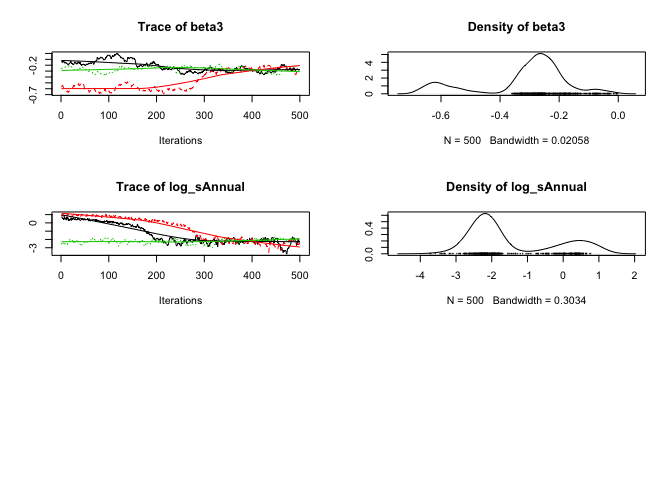 Trace of beta3
-0.7 -0.2
0 100 200 300 400 500
Iterations
Density of beta3
0 2 4
-0.6 -0.4 -0.2 0.0
N = 500 Bandwidth = 0.02058
Trace of log_sAnnual
-3 0
0 100 200 300 400 500
Iterations
Density of log_sAnnual
0.0 0.4
-4 -3 -2 -1 0 1 2
N = 500 Bandwidth = 0.3034